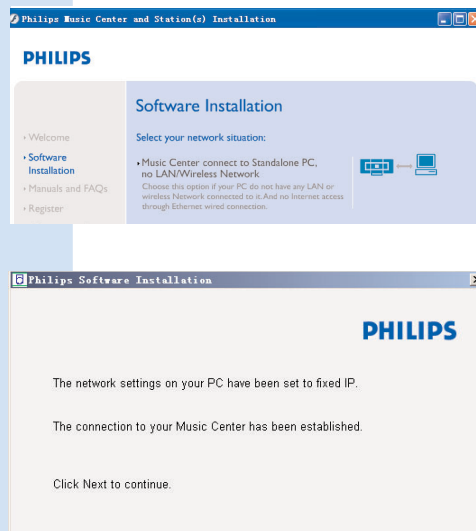 Philips Music Center and Station(s) Installation
PHILIPS
Software Installation
Welcome
Software
Installation
Manuals and FAQs
Register
Select your network situation:
Music Center connect to Standalone PC,
no LAN/Wireless Network
Choose this option if your PC do not have any LAN or
wireless Network connected to it.And no Internet access
through Ethernet wired connection.
Philips Software Installation
PHILIPS
The network settings on your PC have been set to fixed IP.
The connection to your Music Center has been established.
Click Next to continue.